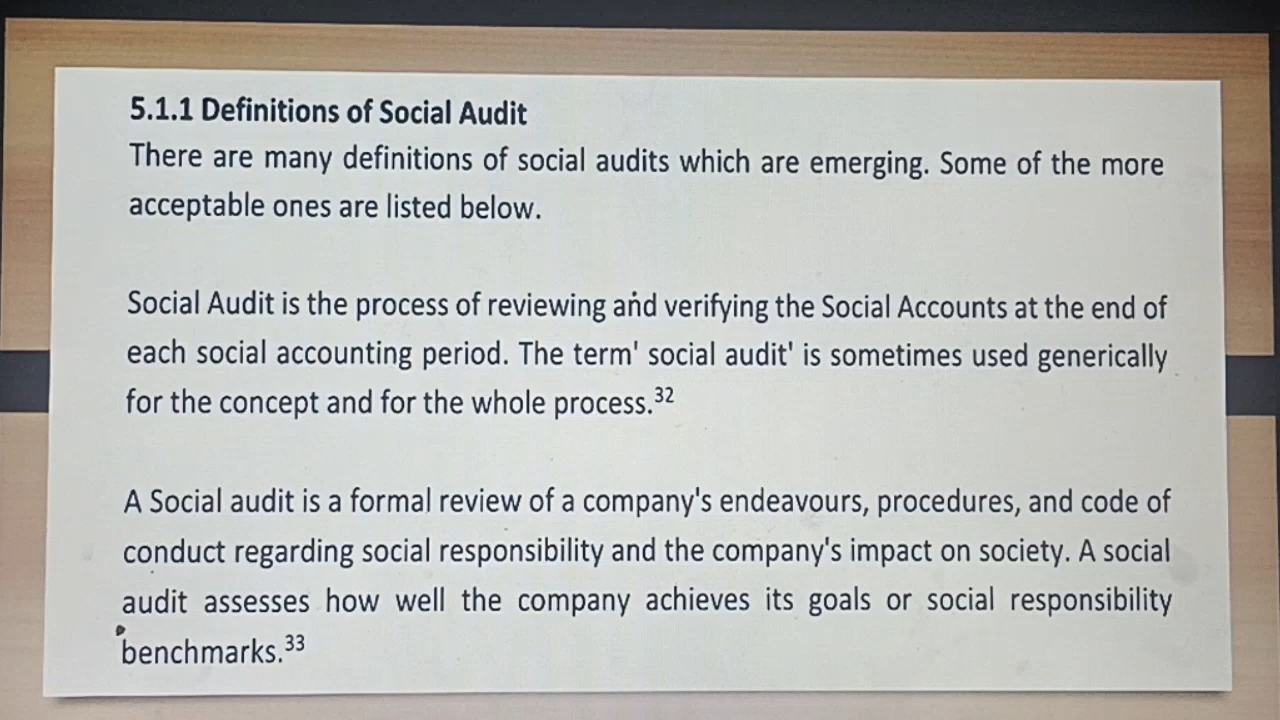 5.1.1 Definitions of Social Audit
There are many definitions of social audits which are emerging. Some of the more
acceptable ones are listed below.
Social Audit is the process of reviewing and verifying the Social Accounts at the end of
each social accounting period. The term' social audit' is sometimes used generically
for the concept and for the whole process.³²
A Social audit is a formal review of a company's endeavours, procedures, and code of
conduct regarding social responsibility and the company's impact on society. A social
audit assesses how well the company achieves its goals or social responsibility
benchmarks.³³